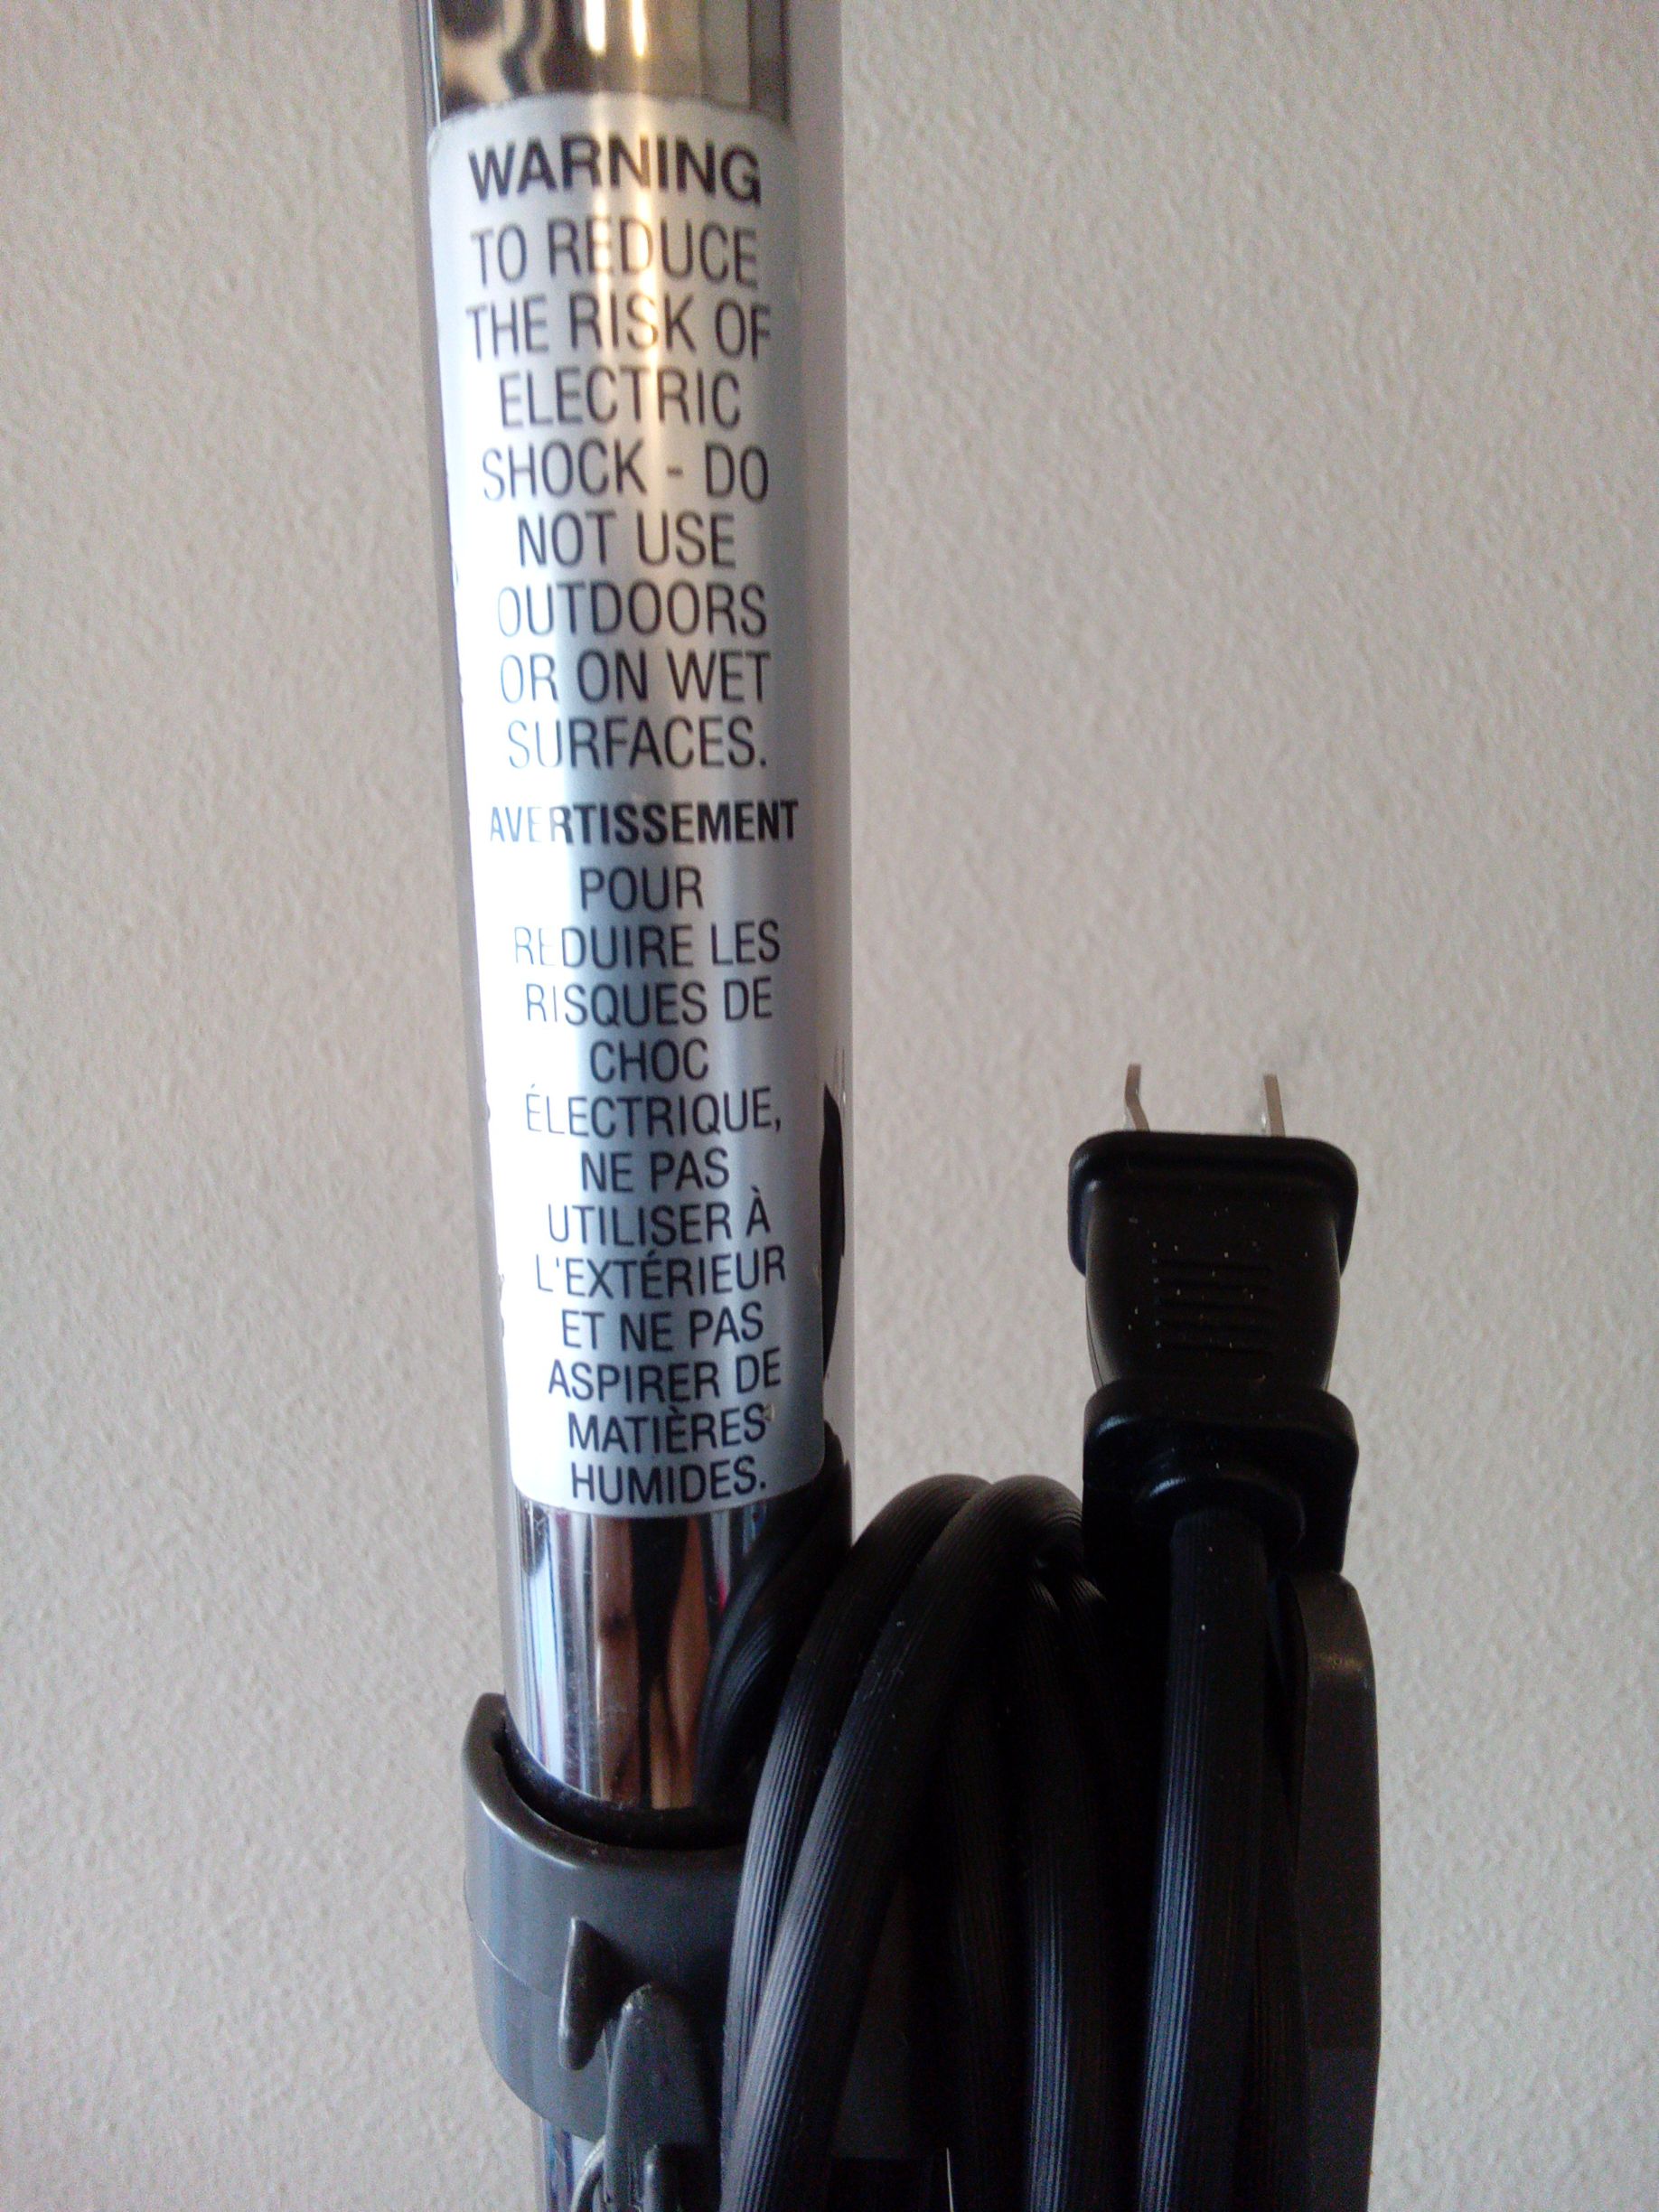 WARNING
TO REDUCE
THE RISK OF
ELECTRIC
SHOCK - DO
NOT USE
OUTDOORS
OR ON WET
SURFACES.
AVERTISSEMENT
POUR
REDUIRE LES
RISQUES DE
CHOC
ÉLECTRIQUE,
NE PAS
UTILISER À
L'EXTÉRIEUR
ET NE PAS
ASPIRER DE
MATIÈRES
HUMIDES.